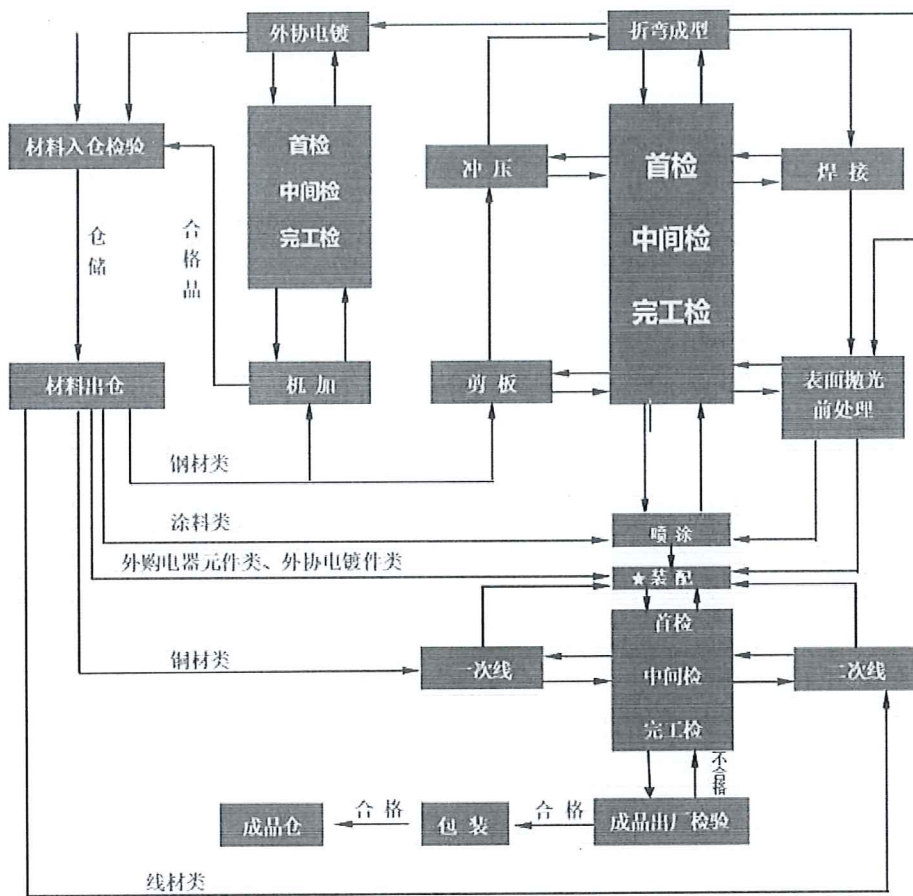 外协电镀
折弯成型
材料入仓检验
首检
中间检
完工检
冲压
首检
中间检
完工检
焊接
仓储
合格品
材料出仓
机加
剪板
表面抛光
前处理
钢材类
涂料类
喷涂
外购电器元件类、外协电镀件类
★装配
首检
中间检
完工检
铜材类
一次线
二次线
不合格
成品仓
合格
包装
合格
成品出厂检验
线材类